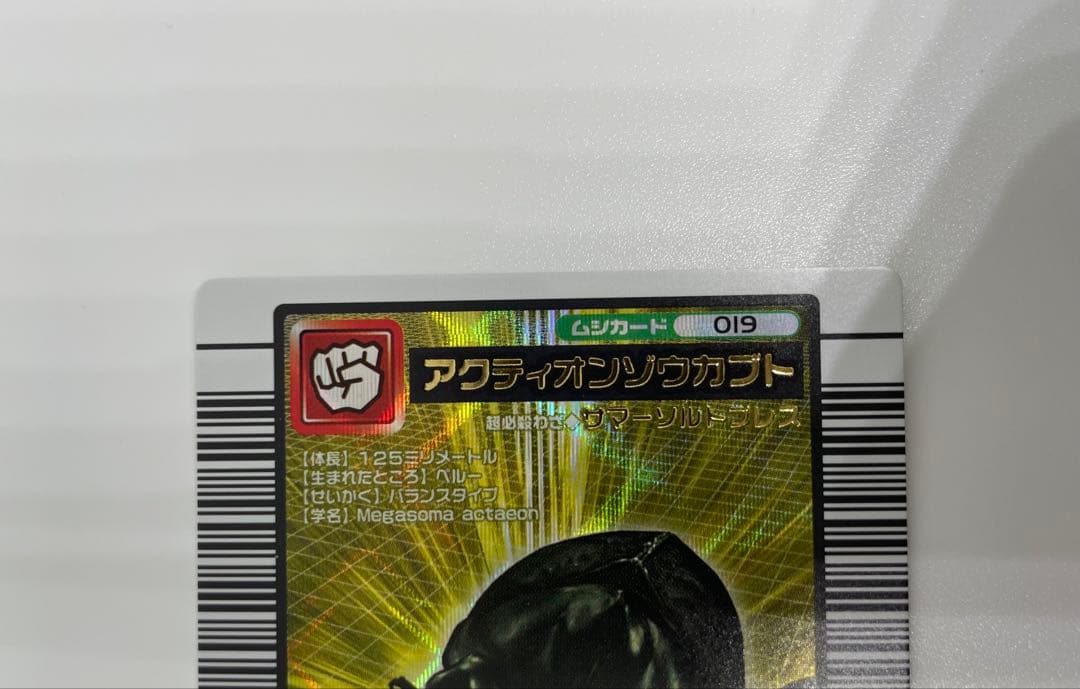 ムシカード 019
アクティオンゾウカブト
超必殺わざ◇サマーソルトプレス
【体長】125ミリメートル
【生まれたところ】ペルー
【せいかく】バランスタイプ
【学名】Megasoma actaeon